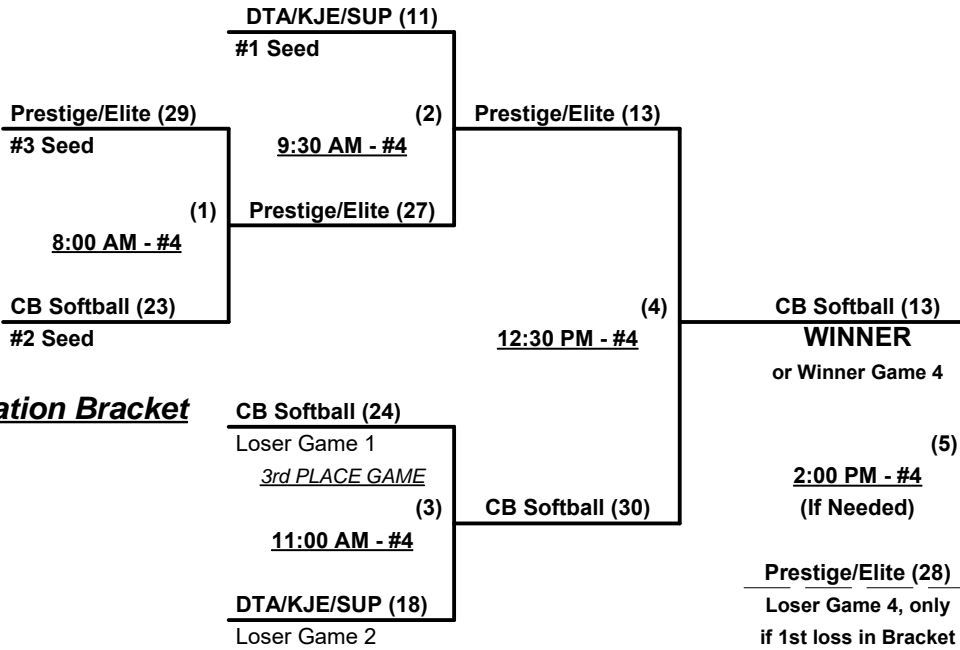 DTA/KJE/SUP (11)
#1 Seed
Prestige/Elite (29)
(2)
Prestige/Elite (13)
#3 Seed
9:30 AM - #4
(1)
Prestige/Elite (27)
8:00 AM - #4
CB Softball (23)
(4)
CB Softball (13)
#2 Seed
12:30 PM - #4
WINNER
or Winner Game 4
Bracket
CB Softball (24)
Loser Game 1
(5)
3rd PLACE GAME
2:00 PM - #4
(3)
CB Softball (30)
(If Needed)
11:00 AM - #4
Prestige/Elite (28)
DTA/KJE/SUP (18)
Loser Game 4, only
Loser Game 2
if 1st loss in Bracket